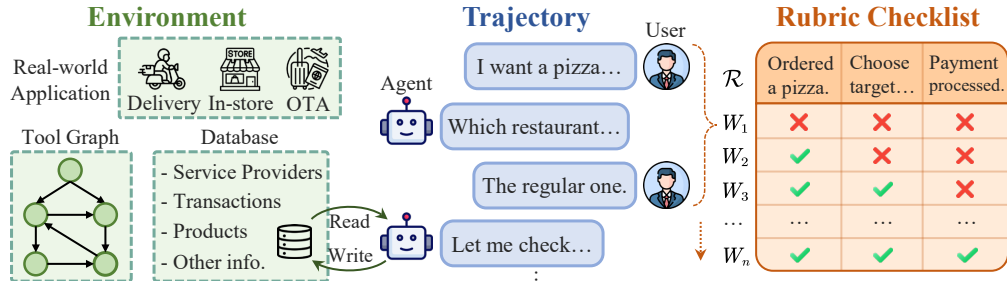 Environment
Real-world
Application
STORE
Delivery
In-store
OTA
Tool Graph
Database
- Service Providers
- Transactions
- Products
- Other info.
Read
Write
Trajectory
User
I want a pizza…
Agent
Which restaurant…
The regular one.
Let me check…
⋮
Rubric Checklist
R Ordered a pizza. Choose target… Payment processed.
W1 ❌ ❌ ❌
W2 ✓ ❌ ❌
W3 ✓ ✓ ❌
… … …
Wn ✓ ✓ ✓